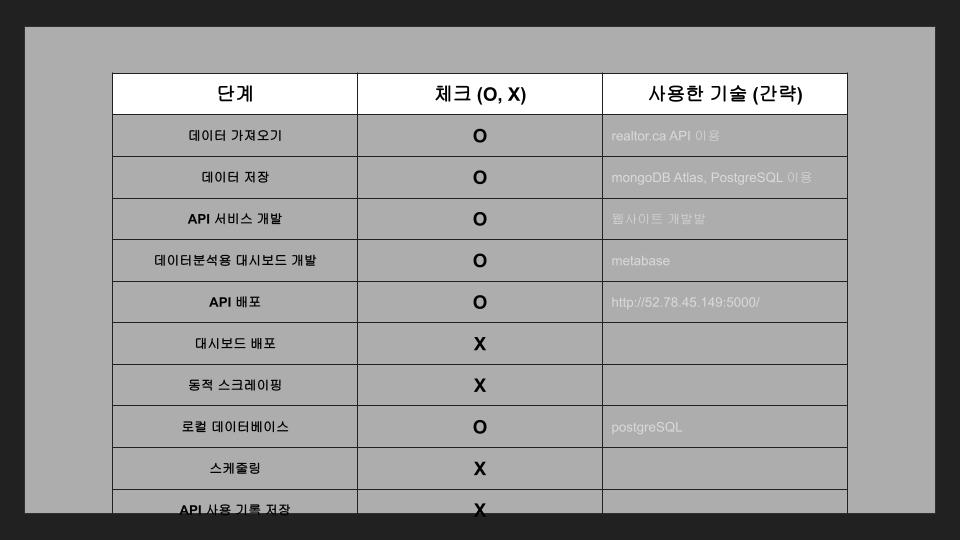 단계 체크 (O, X) 사용한 기술 (간략)
데이터 가져오기 O realtor.ca API 이용
데이터 저장 O mongoDB Atlas, PostgreSQL 이용
API 서비스 개발 O 웹사이트 개발발
데이터분석용 대시보드 개발 O metabase
API 배포 O http://52.78.45.149:5000/
대시보드 배포 X
동적 스크레이핑 X
로컬 데이터베이스 O postgreSQL
스케줄링 X
API 사용 기록 저장 X